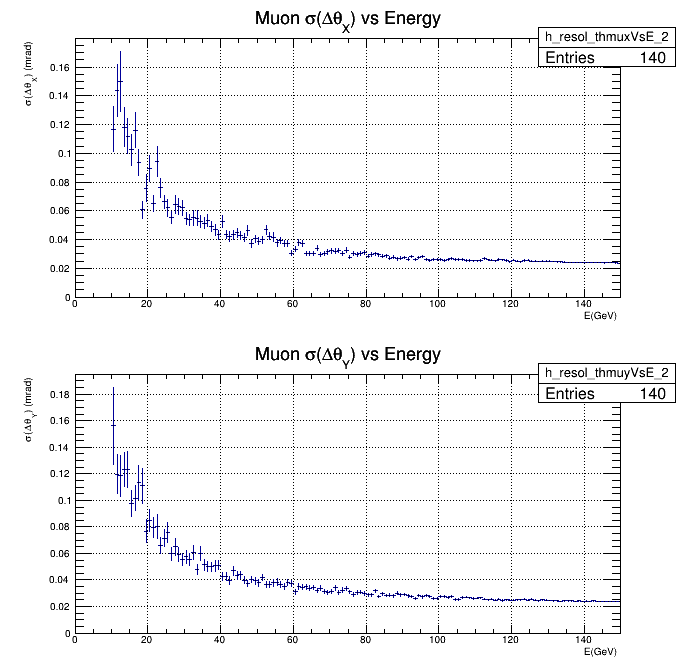 Muon σ(Δθ_X) vs Energy
h_resol_thmuxVsE_2
Entries 140
σ(Δθ_X) (mrad)
0.16
0.14
0.12
0.1
0.08
0.06
0.04
0.02
0
0 20 40 60 80 100 120 140
E(GeV)
Muon σ(Δθ_Y) vs Energy
h_resol_thmuyVsE_2
Entries 140
σ(Δθ_Y) (mrad)
0.18
0.16
0.14
0.12
0.1
0.08
0.06
0.04
0.02
0
0 20 40 60 80 100 120 140
E(GeV)